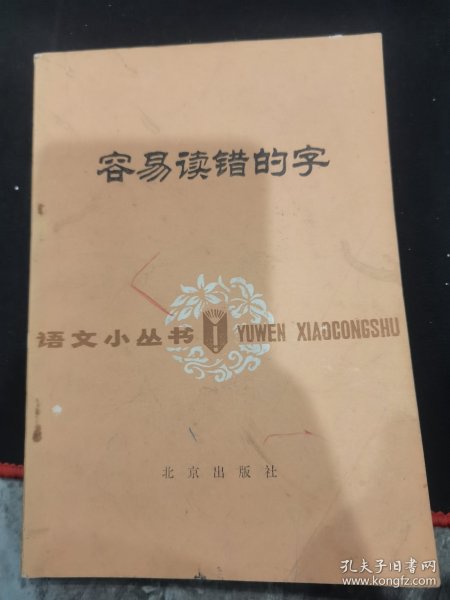 容易读错的字
语文小丛书 YUWEN XIAOCONGSHU
北京出版社
孔夫子旧书网
www.kongfz.com